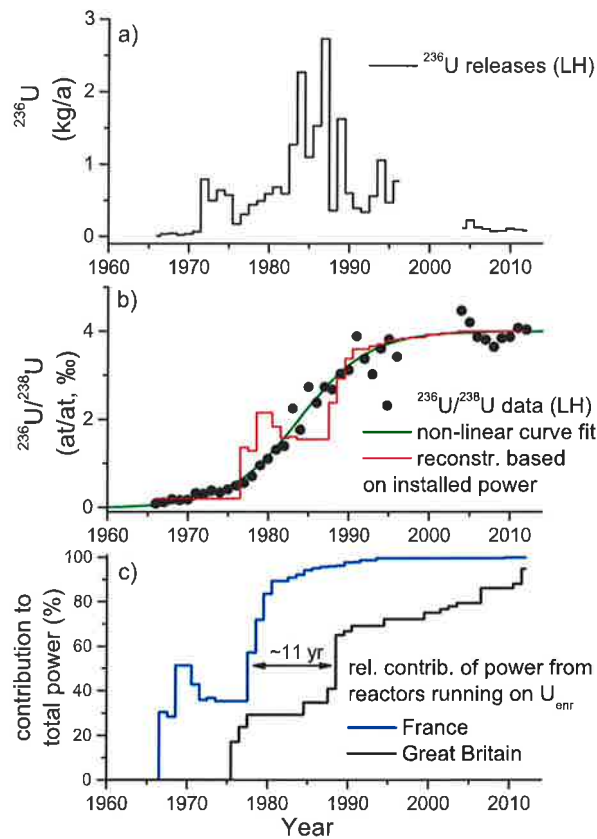 a)
²³⁶U releases (LH)
²³⁶U
(kg/a)
3
2
1
0
1960 1970 1980 1990 2000 2010
b)
²³⁶U/²³⁸U
(at/at, ‰)
4
2
0
²³⁶U/²³⁸U data (LH)
non-linear curve fit
reconstr. based
on installed power
1960 1970 1980 1990 2000 2010
c)
contribution to
total power (%)
100
80
60
40
20
0
~11 yr
rel. contrib. of power from
reactors running on Uₑₙᵣ
France
Great Britain
1960 1970 1980 1990 2000 2010
Year